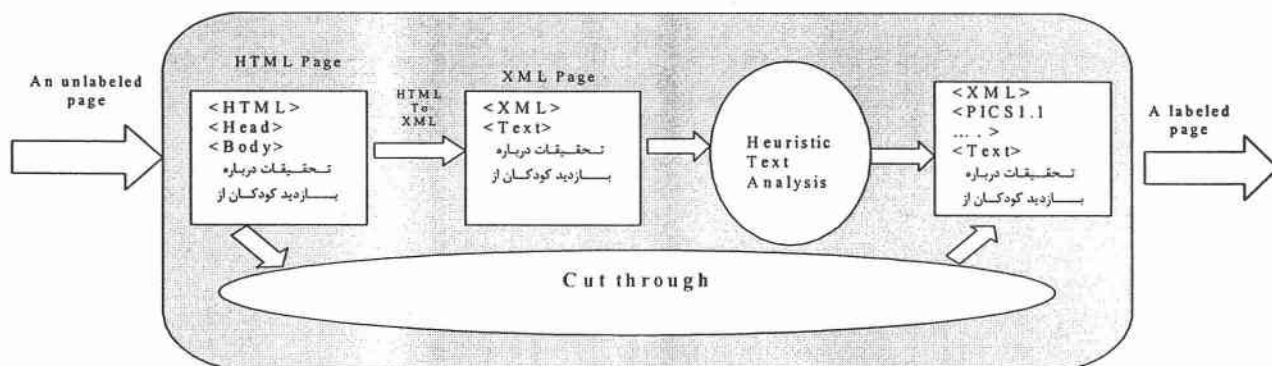 An unlabeled
page
HTML Page
<HTML>
<Head>
<Body>
تحقیقات درباره
بازدید کودکان از
HTML
To
XML
XML Page
<XML>
<Text>
تحقیقات درباره
بازدید کودکان از
Heuristic
Text
Analysis
<XML>
<PICS1.1
... . >
<Text>
تحقیقات درباره
بازدید کودکان از
A labeled
page
Cut through